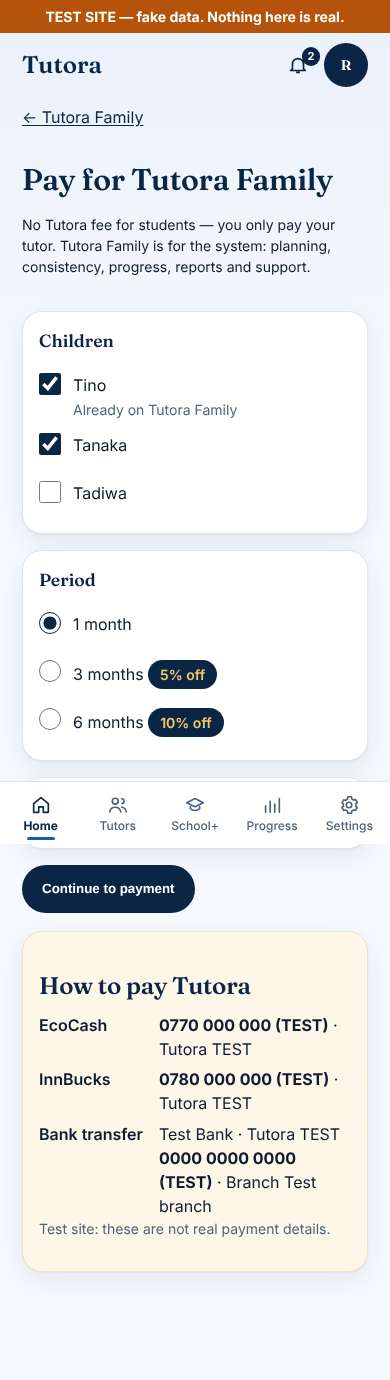 TEST SITE — fake data. Nothing here is real.
Tutora
2
R
← Tutora Family
Pay for Tutora Family
No Tutora fee for students — you only pay your
tutor. Tutora Family is for the system: planning,
consistency, progress, reports and support.
Children
Tino
Already on Tutora Family
Tanaka
Tadiwa
Period
1 month
3 months 5% off
6 months 10% off
Home Tutors School+ Progress Settings
Continue to payment
How to pay Tutora
EcoCash 0770 000 000 (TEST) ·
Tutora TEST
InnBucks 0780 000 000 (TEST) ·
Tutora TEST
Bank transfer Test Bank · Tutora TEST
0000 0000 0000
(TEST) · Branch Test
branch
Test site: these are not real payment details.